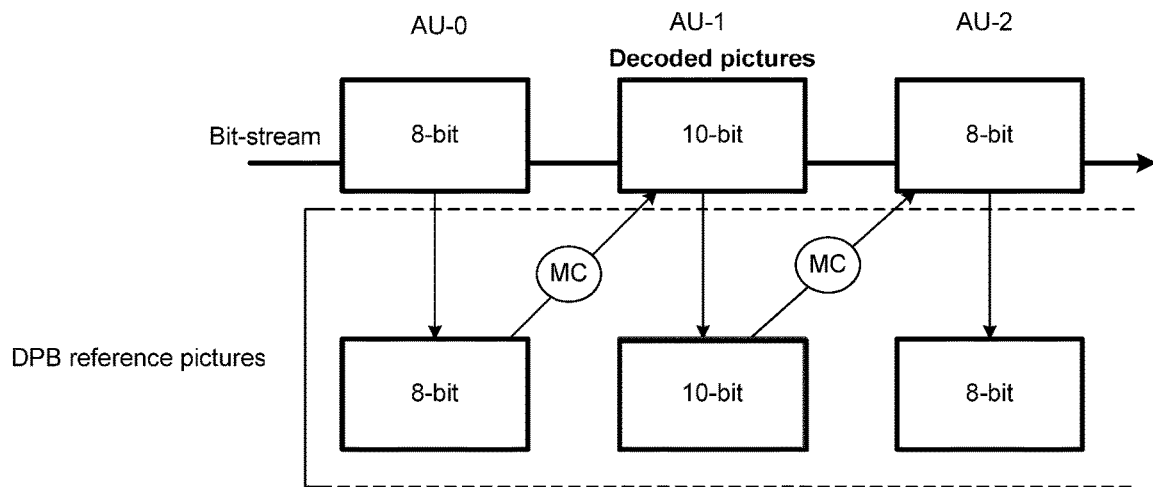 AU-0
AU-1
AU-2
Decoded pictures
Bit-stream
8-bit
10-bit
8-bit
MC
MC
DPB reference pictures
8-bit
10-bit
8-bit